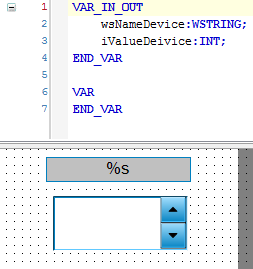 1 VAR_IN_OUT
2 wsNameDevice:WSTRING;
3 iValueDeivice:INT;
4 END_VAR
5
6 VAR
7 END_VAR
%s